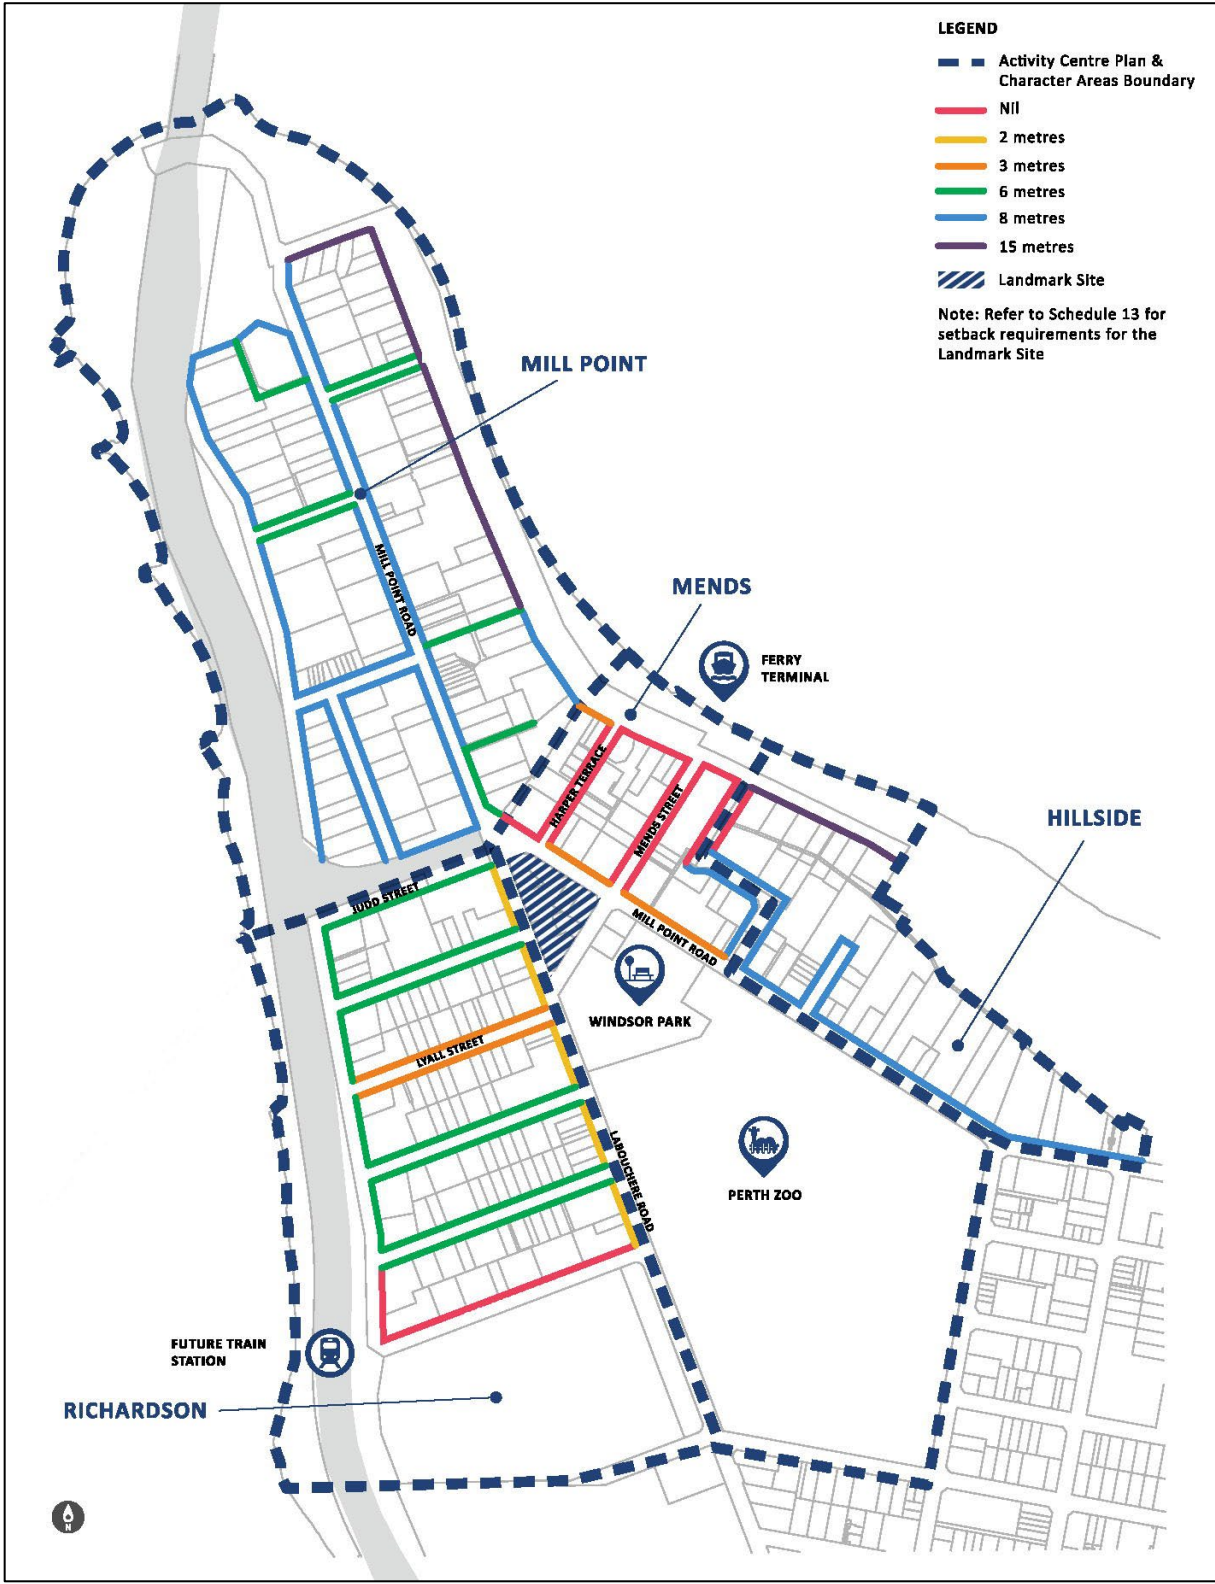 LEGEND
Activity Centre Plan &
Character Areas Boundary
Nil
2 metres
3 metres
6 metres
8 metres
15 metres
Landmark Site
Note: Refer to Schedule 13 for
setback requirements for the
Landmark Site
MILL POINT
MILL POINT ROAD
MENDS
FERRY
TERMINAL
HARPER TERRACE
MENDS STREET
HILLSIDE
JUDD STREET
MILL POINT ROAD
WINDSOR PARK
LYALL STREET
LABOUCHERE ROAD
PERTH ZOO
FUTURE TRAIN
STATION
RICHARDSON
N